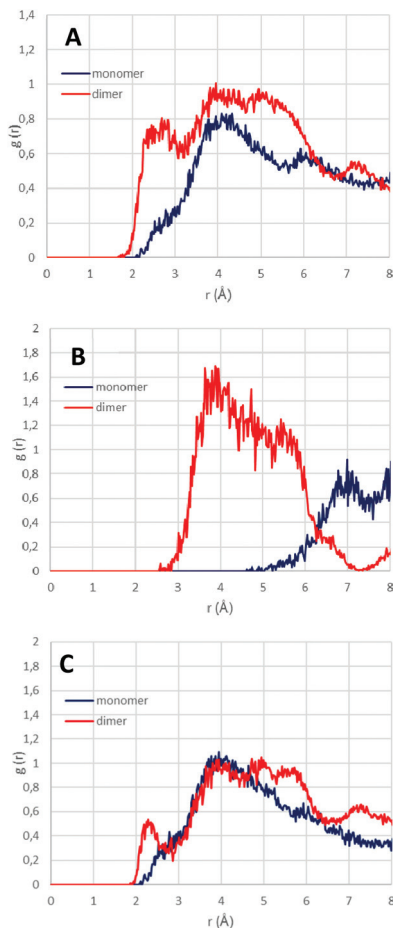 A
1,4
1,2
1
0,8
0,6
0,4
0,2
0
g (r)
monomer
dimer
0 1 2 3 4 5 6 7 8
r (Å)
B
2
1,8
1,6
1,4
1,2
1
0,8
0,6
0,4
0,2
0
g (r)
monomer
dimer
0 1 2 3 4 5 6 7 8
r (Å)
C
2
1,8
1,6
1,4
1,2
1
0,8
0,6
0,4
0,2
0
g (r)
monomer
dimer
0 1 2 3 4 5 6 7 8
r (Å)